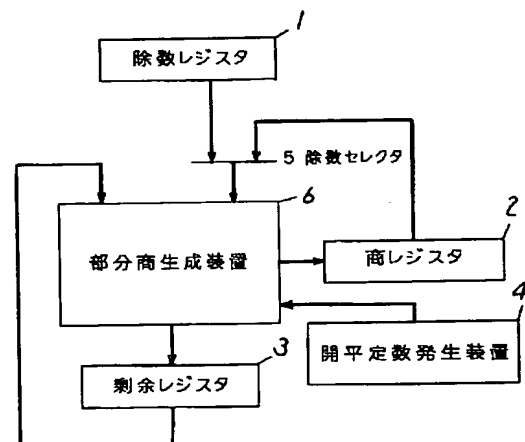 1
除数レジスタ
5 除数セレクタ
6
2
部分商生成装置
商レジスタ
4
3
開平定数発生装置
剰余レジスタ